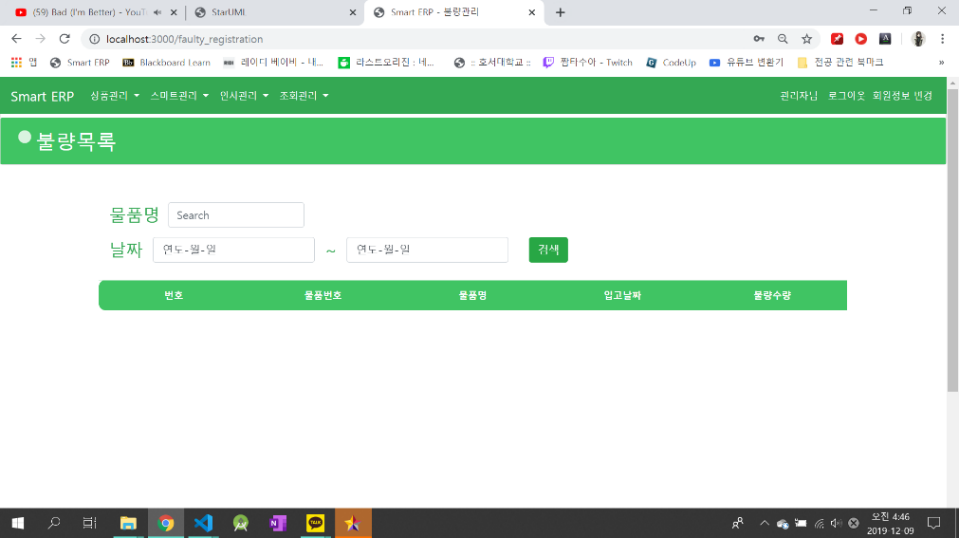 (59) Bad (I'm Better) - YouT
StarUML
Smart ERP - 불량관리
localhost:3000/faulty_registration
앱
Smart ERP
Blackboard Learn
레이디 베이비 - 내...
라스트오리진 : 네...
:: 호서대학교 ::
팜타수아 - Twitch
CodeUp
유튜브 변환기
전공 관련 북마크
»
Smart ERP 상품관리 스마트관리 인사관리 조회관리 관리자님 로그아웃 회원정보 변경
불량목록
물품명 Search
날짜 연도-월-일 ~ 연도-월-일 검색
번호 물품번호 물품명 입고날짜 불량수량
오전 4:46
2019-12-09